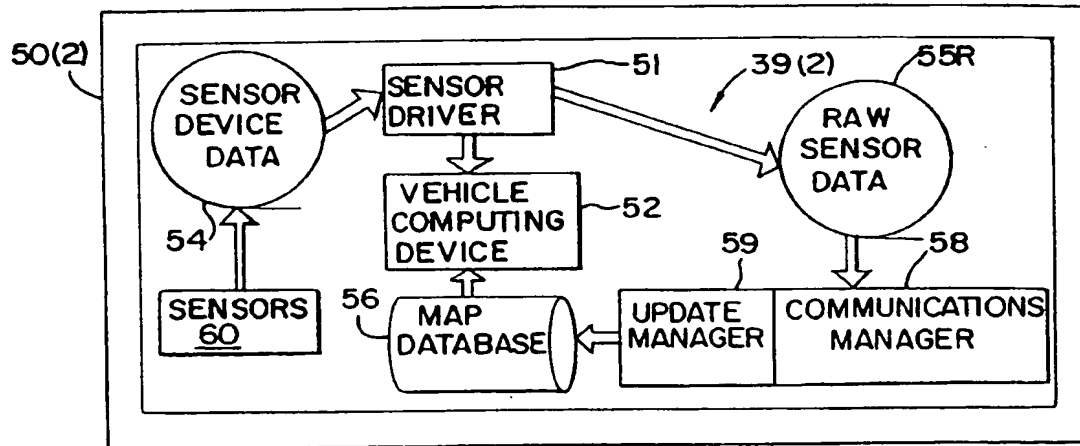 50(2)
SENSOR
DEVICE
DATA
54
SENSORS
60
SENSOR
DRIVER
51
39(2)
55R
RAW
SENSOR
DATA
VEHICLE
COMPUTING
DEVICE
52
56
MAP
DATABASE
59
UPDATE
MANAGER
58
COMMUNICATIONS
MANAGER